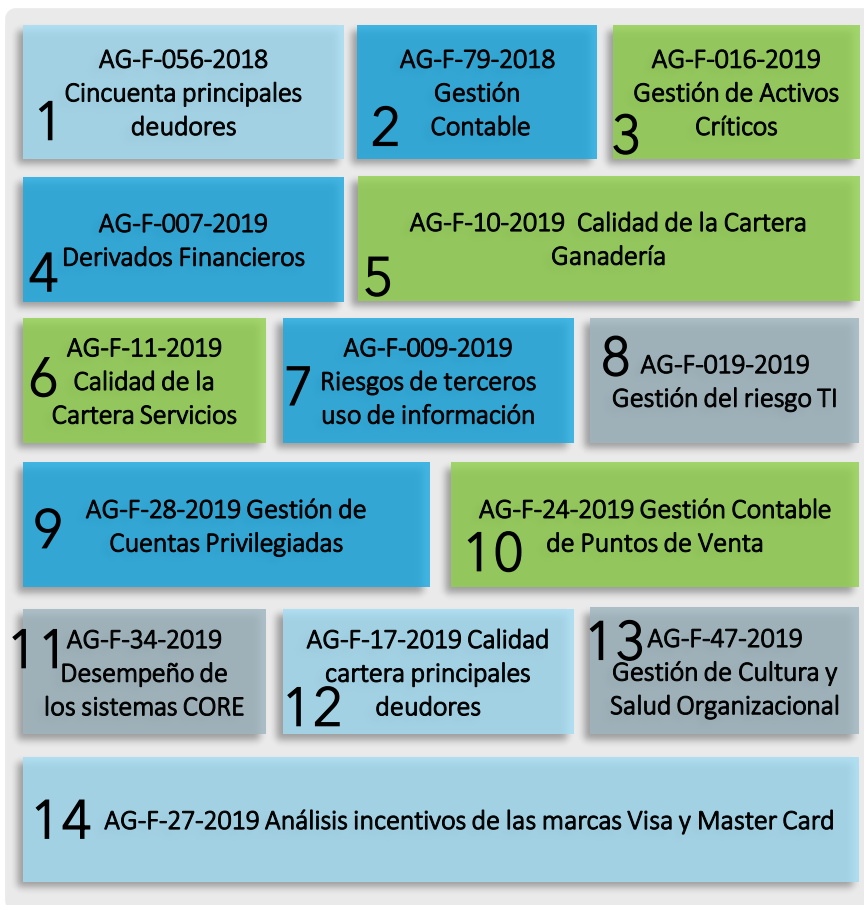 AG-F-056-2018
Cincuenta principales
deudores
1
AG-F-79-2018
Gestión
Contable
2
AG-F-016-2019
Gestión de Activos
Críticos
3
AG-F-007-2019
Derivados Financieros
4
AG-F-10-2019 Calidad de la Cartera
Ganadería
5
AG-F-11-2019
Calidad de la
Cartera Servicios
6
AG-F-009-2019
Riesgos de terceros
uso de información
7
8
AG-F-019-2019
Gestión del riesgo TI
9
AG-F-28-2019 Gestión de
Cuentas Privilegiadas
AG-F-24-2019 Gestión Contable
de Puntos de Venta
10
11
AG-F-34-2019
Desempeño de
los sistemas CORE
AG-F-17-2019 Calidad
cartera principales
deudores
12
13
AG-F-47-2019
Gestión de Cultura y
Salud Organizacional
14 AG-F-27-2019 Análisis incentivos de las marcas Visa y Master Card